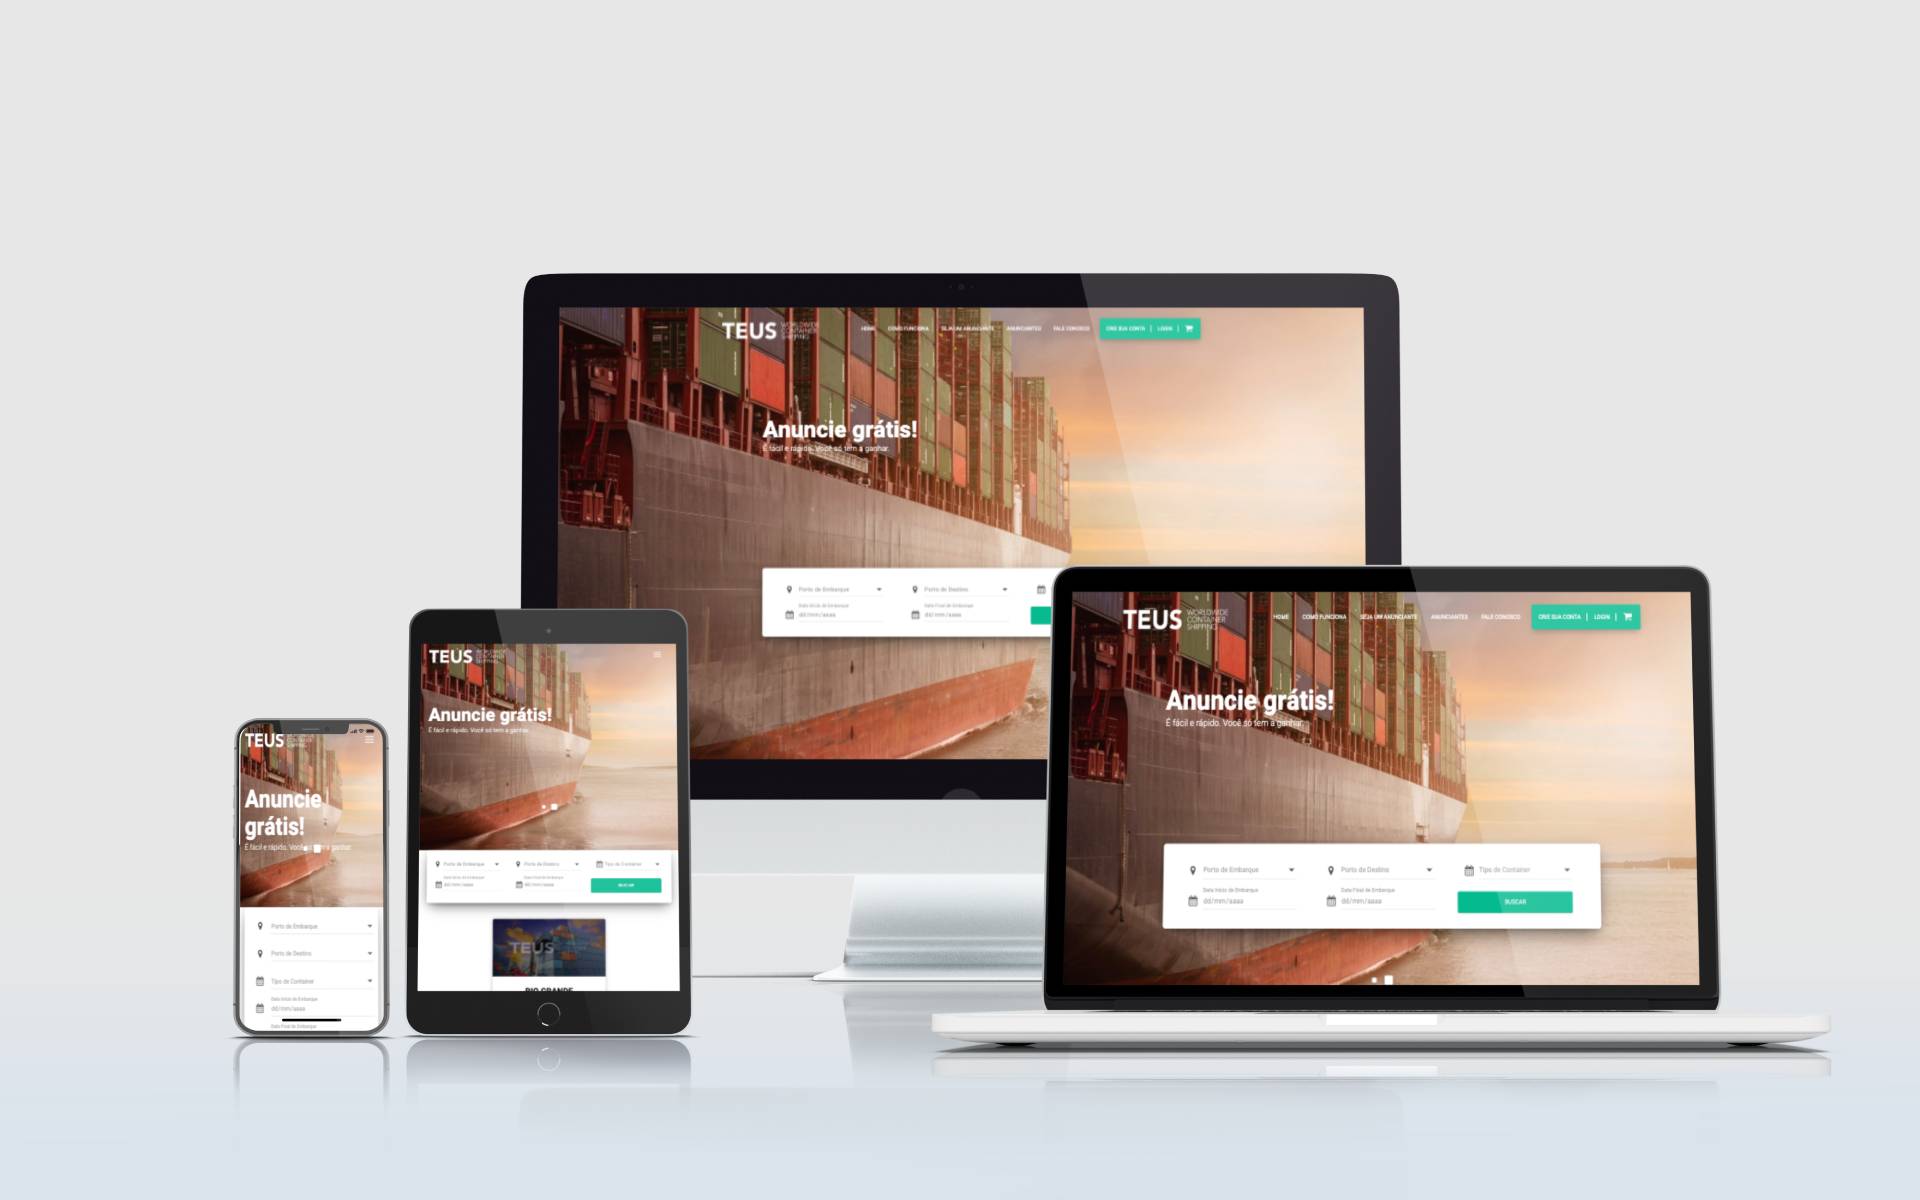 TEUS WORLDWIDE
CONTAINER
SHIPPING
HOME COMO FUNCIONA SEJA UM ANUNCIANTE ANUNCIANTES FALE CONOSCO CRIE SUA CONTA | LOGIN |
Anuncie grátis!
É fácil e rápido. Você só tem a ganhar.
Porto de Embarque Porto de Destino
Data Início de Embarque Data Final de Embarque
dd/mm/aaaa dd/mm/aaaa
TEUS WORLDWIDE
CONTAINER
SHIPPING
HOME COMO FUNCIONA SEJA UM ANUNCIANTE ANUNCIANTES FALE CONOSCO CRIE SUA CONTA | LOGIN |
Anuncie grátis!
É fácil e rápido. Você só tem a ganhar.
Porto de Embarque Porto de Destino Tipo de Container
Data Início de Embarque Data Final de Embarque
dd/mm/aaaa dd/mm/aaaa BUSCAR
TEUS WORLDWIDE
CONTAINER
SHIPPING
Anuncie grátis!
É fácil e rápido. Você só tem a ganhar.
Porto de Embarque Porto de Destino Tipo de Container
Data Início de Embarque Data Final de Embarque
dd/mm/aaaa dd/mm/aaaa BUSCAR
TEUS
RIO GRANDE
TEUS
Anuncie
grátis!
É fácil e rápido. Você só tem a ganhar.
Porto de Embarque
Porto de Destino
Tipo de Container
Data Início de Embarque
dd/mm/aaaa
Data Final de Embarque